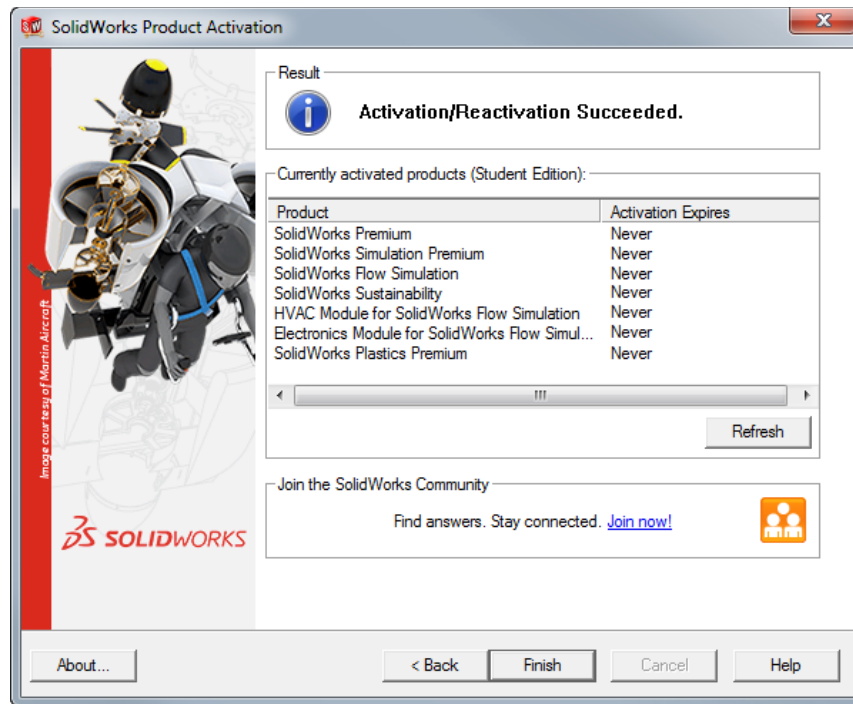 SolidWorks Product Activation
Result
Activation/Reactivation Succeeded.
Currently activated products (Student Edition):
Product Activation Expires
SolidWorks Premium Never
SolidWorks Simulation Premium Never
SolidWorks Flow Simulation Never
SolidWorks Sustainability Never
HVAC Module for SolidWorks Flow Simulation Never
Electronics Module for SolidWorks Flow Simul... Never
SolidWorks Plastics Premium Never
Refresh
Image courtesy of Martin Aircraft
Join the SolidWorks Community
Find answers. Stay connected. Join now!
SOLIDWORKS
About... < Back Finish Cancel Help